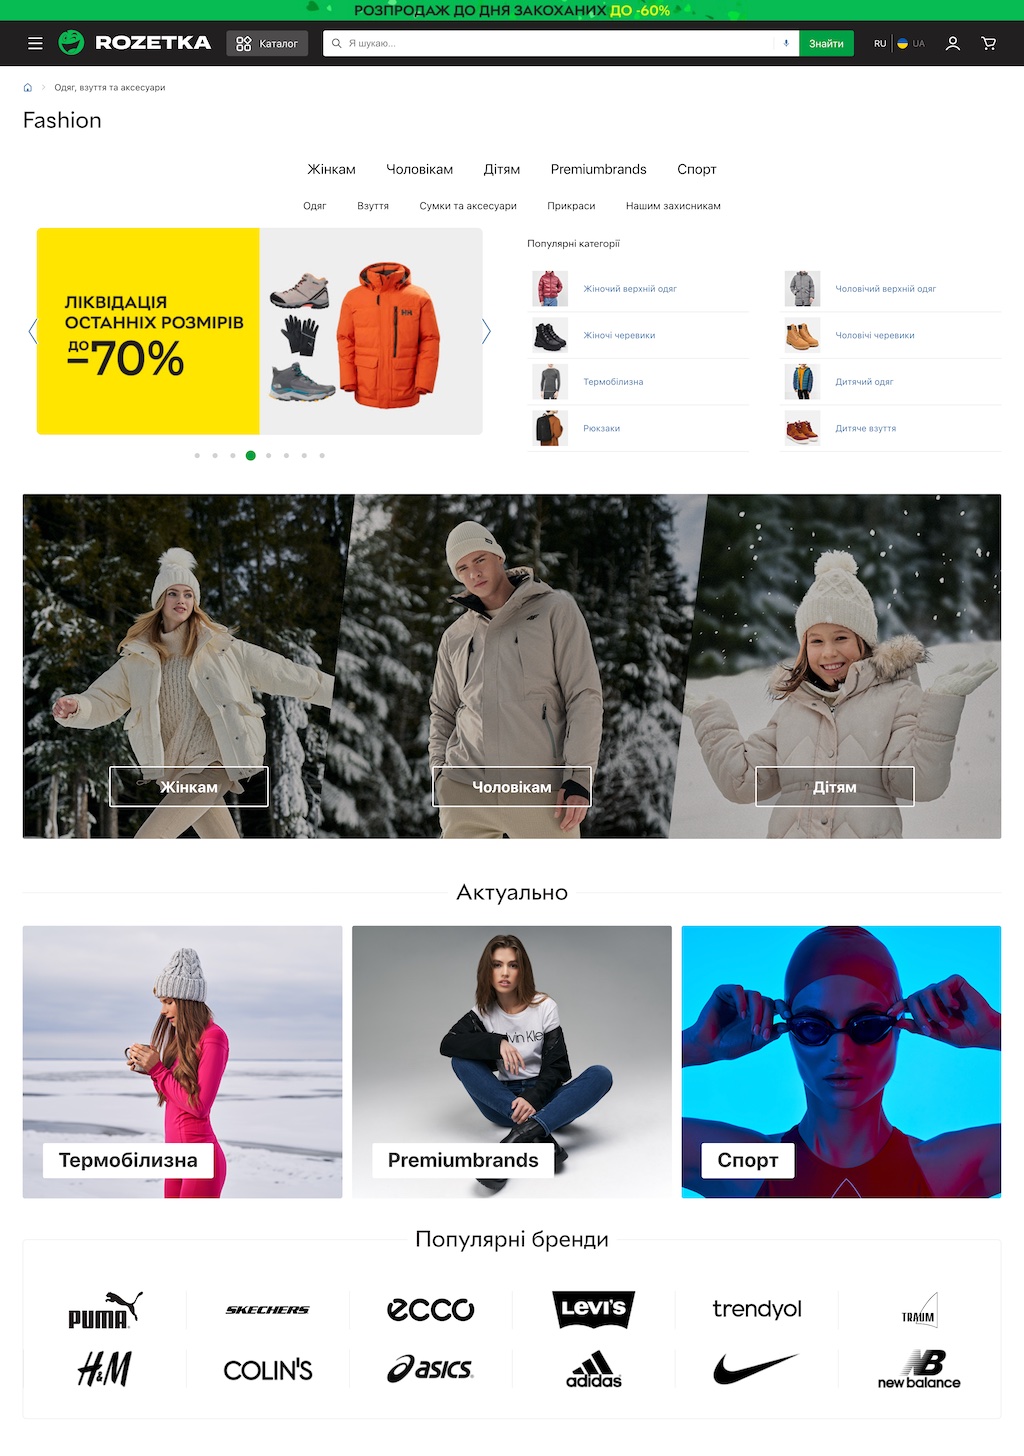 РОЗПРОДАЖ ДО ДНЯ ЗАКОХАНИХ ДО -60%
ROZETKA
Каталог
Я шукаю...
Знайти
RU
UA
Одяг, взуття та аксесуари
Fashion
Жінкам
Чоловікам
Дітям
Premiumbrands
Спорт
Одяг
Взуття
Сумки та аксесуари
Прикраси
Нашим захисникам
ЛІКВІДАЦІЯ
ОСТАННІХ РОЗМІРІВ
ДО
−70%
HH
Популярні категорії
Жіночий верхній одяг
Чоловічий верхній одяг
Жіночі черевики
Чоловічі черевики
Термобілизна
Дитячий одяг
Рюкзаки
Дитяче взуття
Жінкам
Чоловікам
Дітям
Актуально
Термобілизна
Premiumbrands
Спорт
Популярні бренди
PUMA
SKECHERS
ecco
LEVI'S
trendyol
TRAUM
H&M
COLIN'S
asics
adidas
NB
new balance